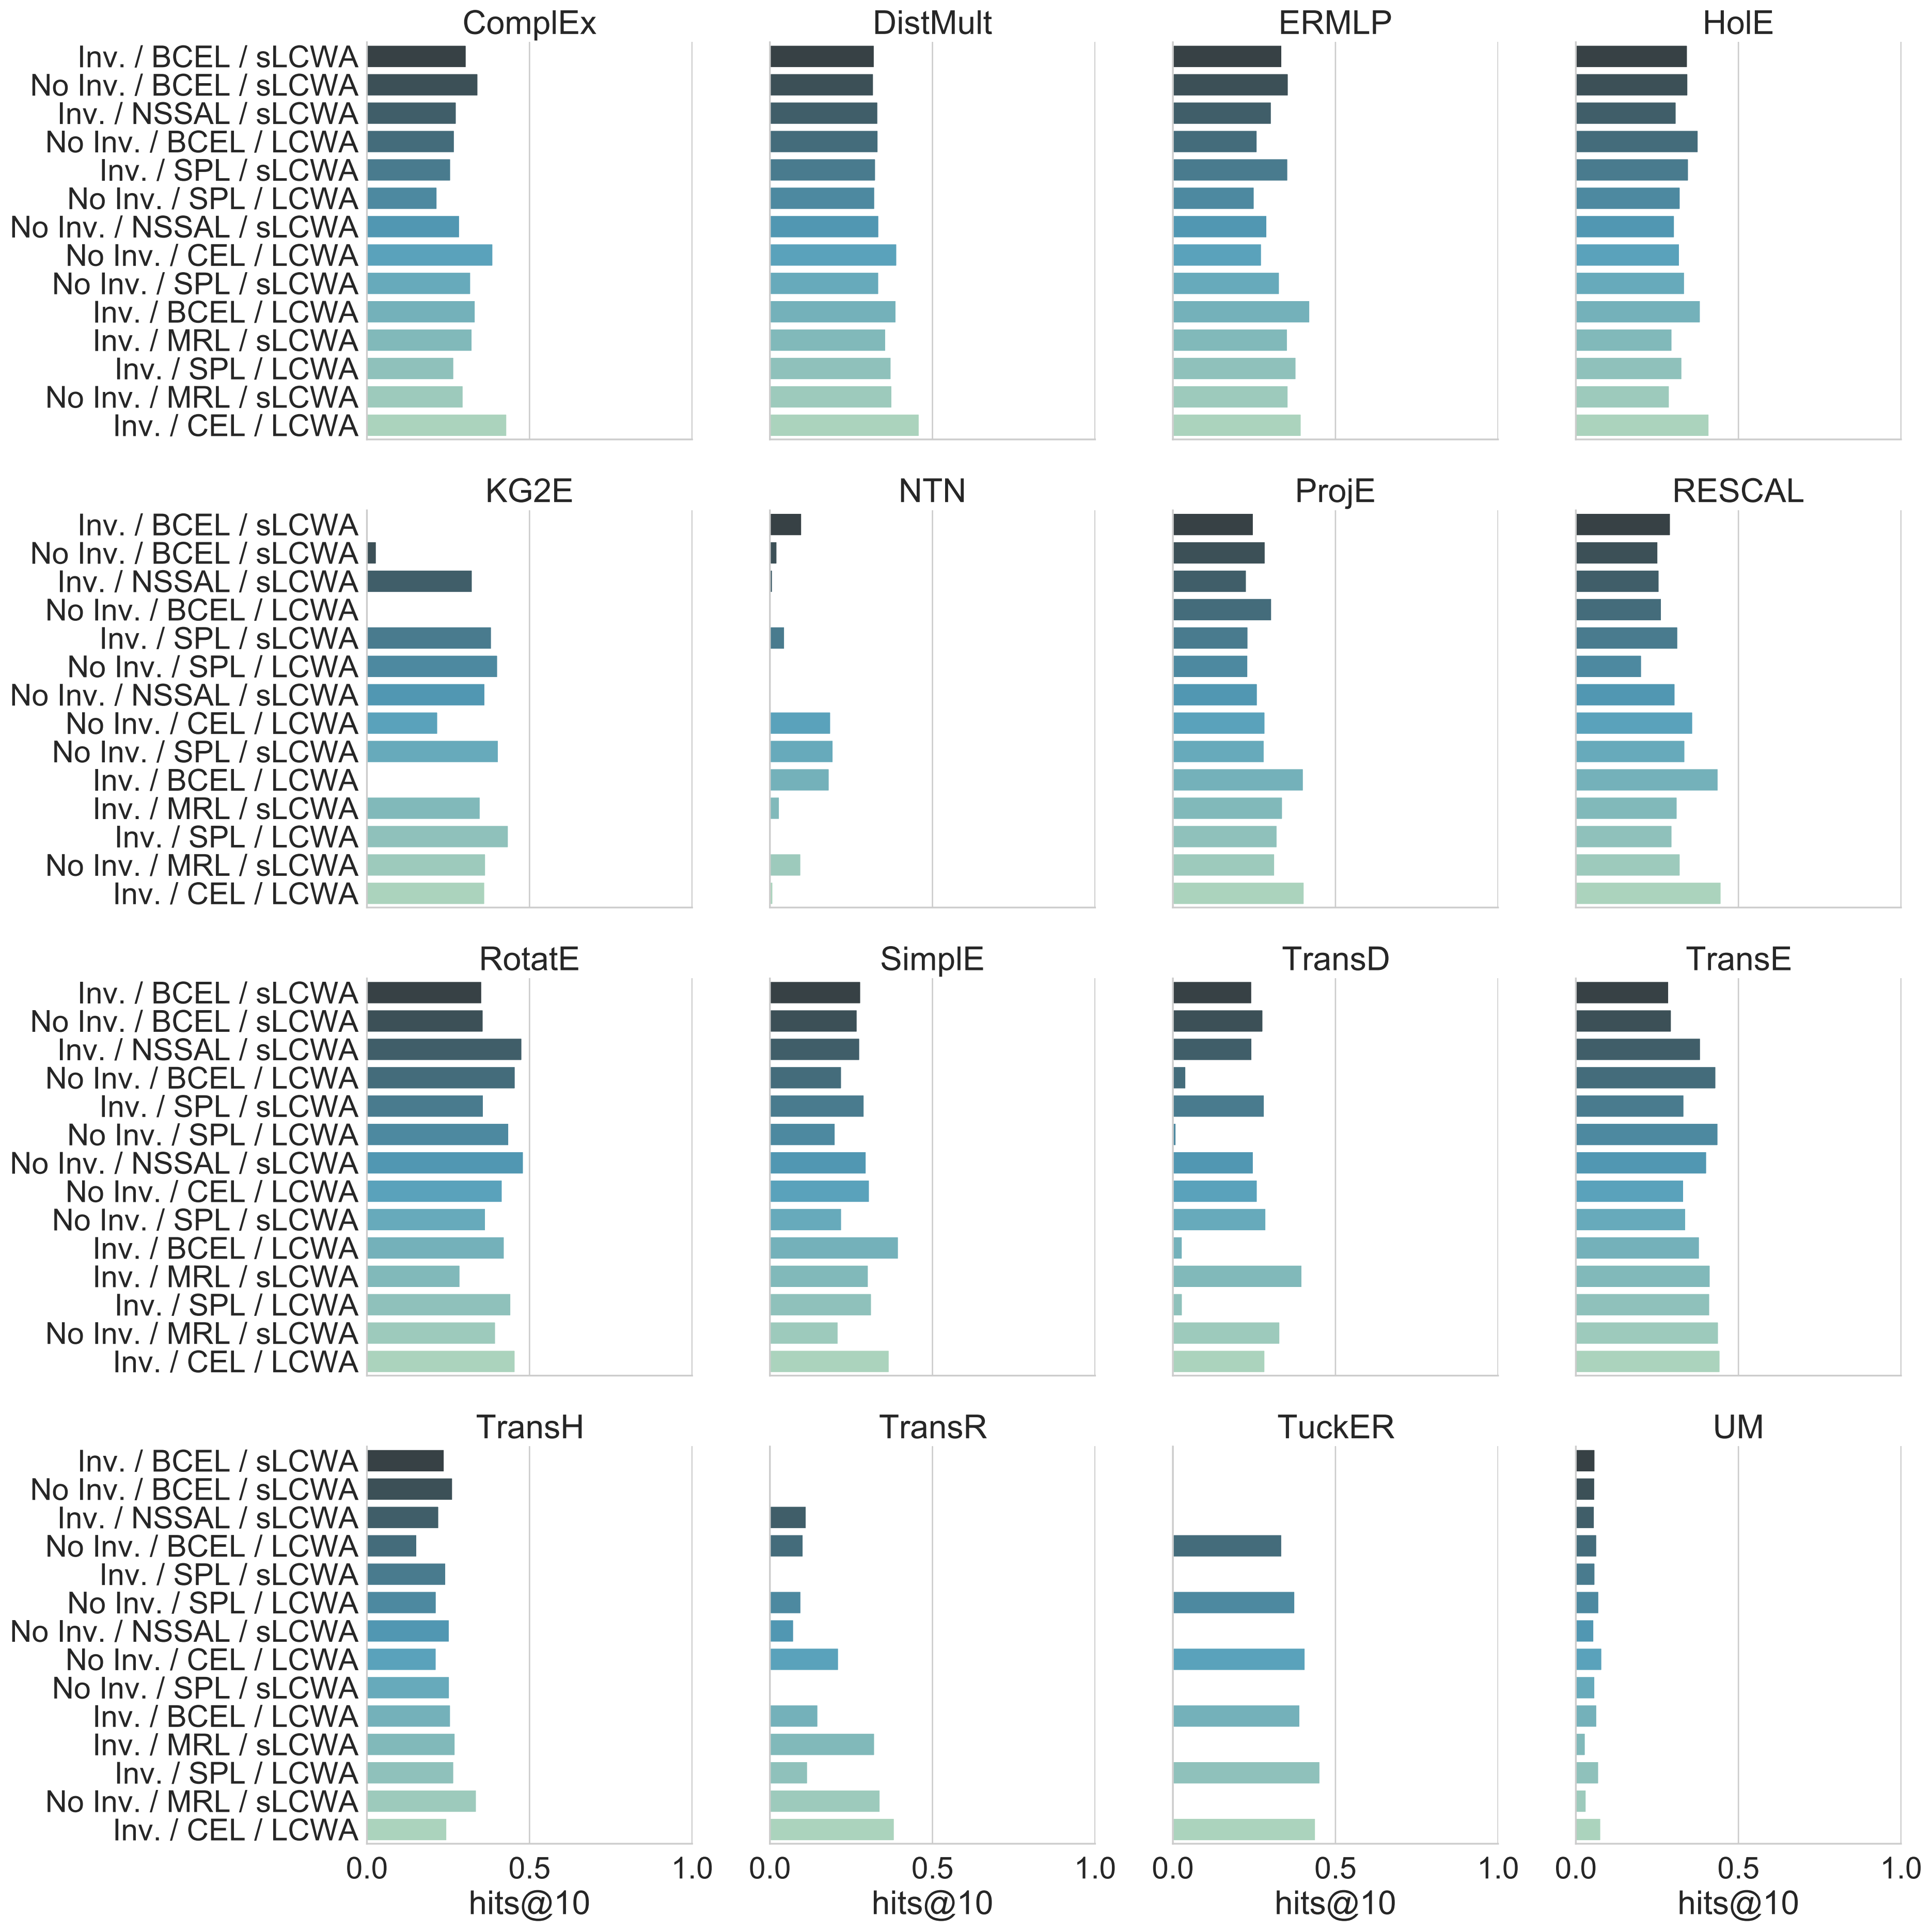 ComplEx DistMult ERMLP HolE
Inv. / BCEL / sLCWA
No Inv. / BCEL / sLCWA
Inv. / NSSAL / sLCWA
No Inv. / BCEL / LCWA
Inv. / SPL / sLCWA
No Inv. / SPL / LCWA
No Inv. / NSSAL / sLCWA
No Inv. / CEL / LCWA
No Inv. / SPL / sLCWA
Inv. / BCEL / LCWA
Inv. / MRL / sLCWA
Inv. / SPL / LCWA
No Inv. / MRL / sLCWA
Inv. / CEL / LCWA
KG2E NTN ProjE RESCAL
Inv. / BCEL / sLCWA
No Inv. / BCEL / sLCWA
Inv. / NSSAL / sLCWA
No Inv. / BCEL / LCWA
Inv. / SPL / sLCWA
No Inv. / SPL / LCWA
No Inv. / NSSAL / sLCWA
No Inv. / CEL / LCWA
No Inv. / SPL / sLCWA
Inv. / BCEL / LCWA
Inv. / MRL / sLCWA
Inv. / SPL / LCWA
No Inv. / MRL / sLCWA
Inv. / CEL / LCWA
RotatE SimplE TransD TransE
Inv. / BCEL / sLCWA
No Inv. / BCEL / sLCWA
Inv. / NSSAL / sLCWA
No Inv. / BCEL / LCWA
Inv. / SPL / sLCWA
No Inv. / SPL / LCWA
No Inv. / NSSAL / sLCWA
No Inv. / CEL / LCWA
No Inv. / SPL / sLCWA
Inv. / BCEL / LCWA
Inv. / MRL / sLCWA
Inv. / SPL / LCWA
No Inv. / MRL / sLCWA
Inv. / CEL / LCWA
TransH TransR TuckER UM
Inv. / BCEL / sLCWA
No Inv. / BCEL / sLCWA
Inv. / NSSAL / sLCWA
No Inv. / BCEL / LCWA
Inv. / SPL / sLCWA
No Inv. / SPL / LCWA
No Inv. / NSSAL / sLCWA
No Inv. / CEL / LCWA
No Inv. / SPL / sLCWA
Inv. / BCEL / LCWA
Inv. / MRL / sLCWA
Inv. / SPL / LCWA
No Inv. / MRL / sLCWA
Inv. / CEL / LCWA
0.0 0.5 1.0 0.0 0.5 1.0 0.0 0.5 1.0 0.0 0.5 1.0
hits@10 hits@10 hits@10 hits@10